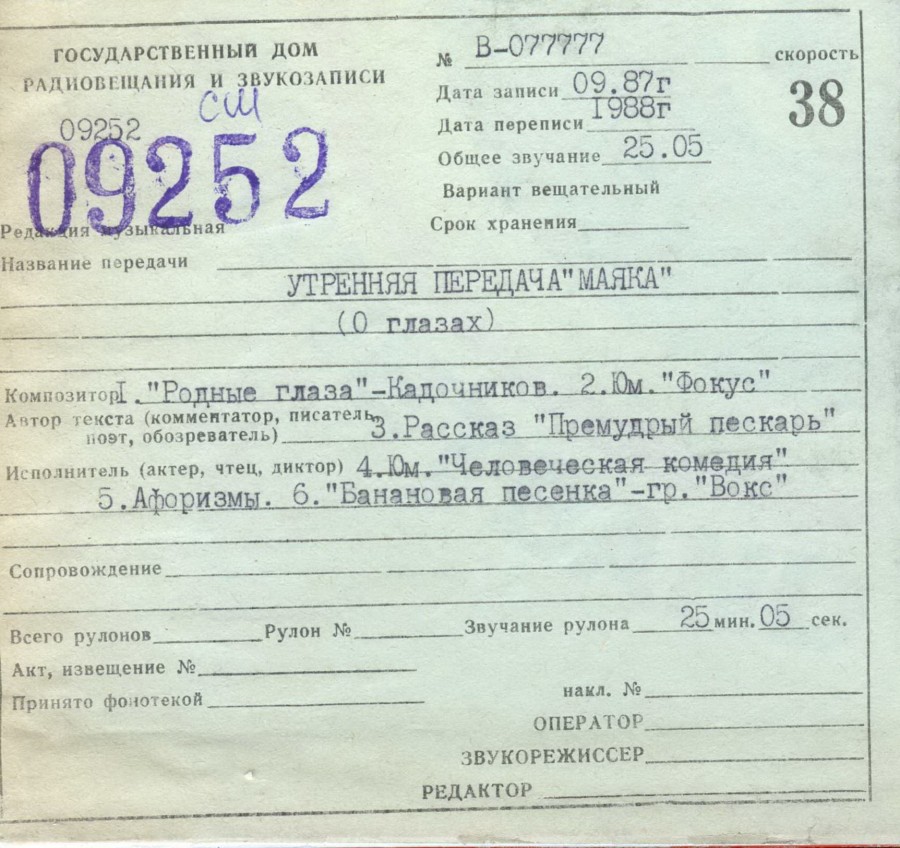 ГОСУДАРСТВЕННЫЙ ДОМ
РАДИОВЕЩАНИЯ И ЗВУКОЗАПИСИ
сш
09252
09252
Редакция музыкальная
№ В-077777 скорость
Дата записи 09.87г
38
Дата переписи 1988г
Общее звучание 25.05
Вариант вещательный
Срок хранения
Название передачи
УТРЕННЯЯ ПЕРЕДАЧА"МАЯКА"
(О глазах)
Композитор I."Родные глаза"-Кадочников. 2.Юм."Фокус"
Автор текста (комментатор, писатель,
поэт, обозреватель) 3.Рассказ "Премудрый пескарь"
Исполнитель (актер, чтец, диктор) 4.Юм."Человеческая комедия"
5.Афоризмы. 6."Банановая песенка"-гр."Вокс"
Сопровождение
Всего рулонов Рулон № Звучание рулона 25 мин. 05 сек.
Акт, извещение №
Принято фонотекой
накл. №
ОПЕРАТОР
ЗВУКОРЕЖИССЕР
РЕДАКТОР